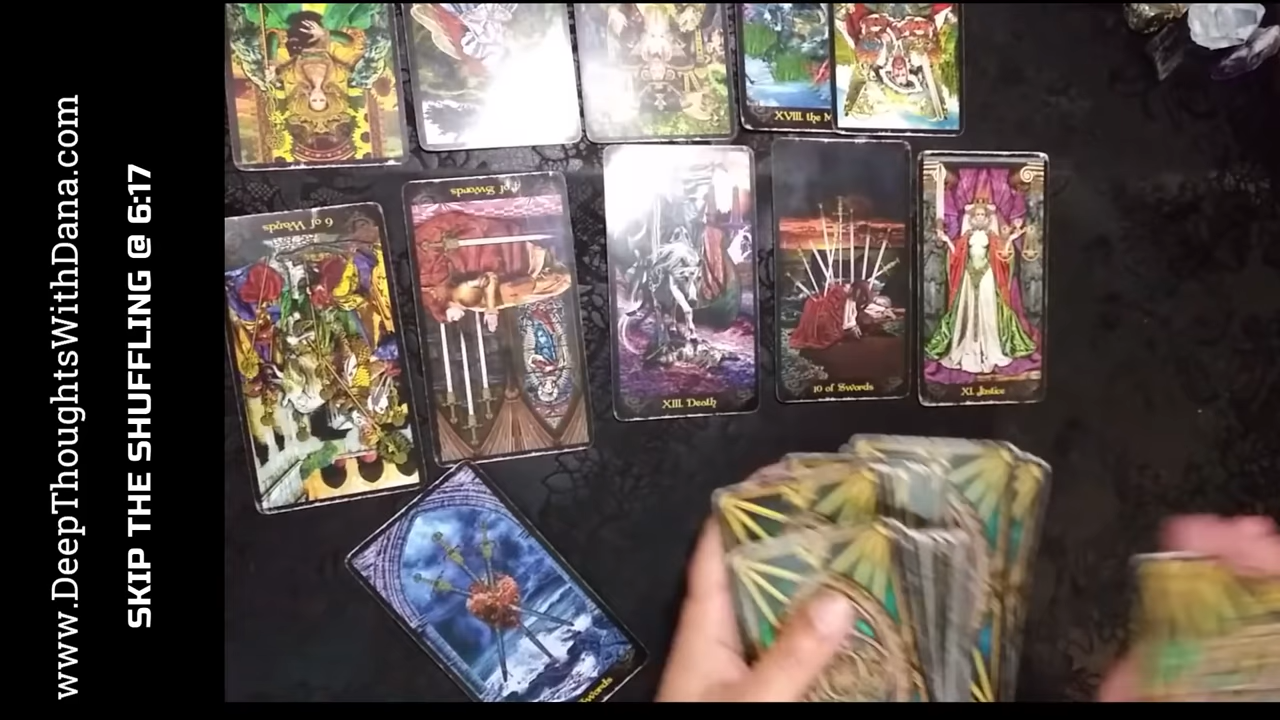 www.DeepThoughtsWithDana.com
SKIP THE SHUFFLING @ 6:17
XVIII. the M
6 of Wands
of Swords
XIII. Death
10 of Swords
XI. Justice
Swords